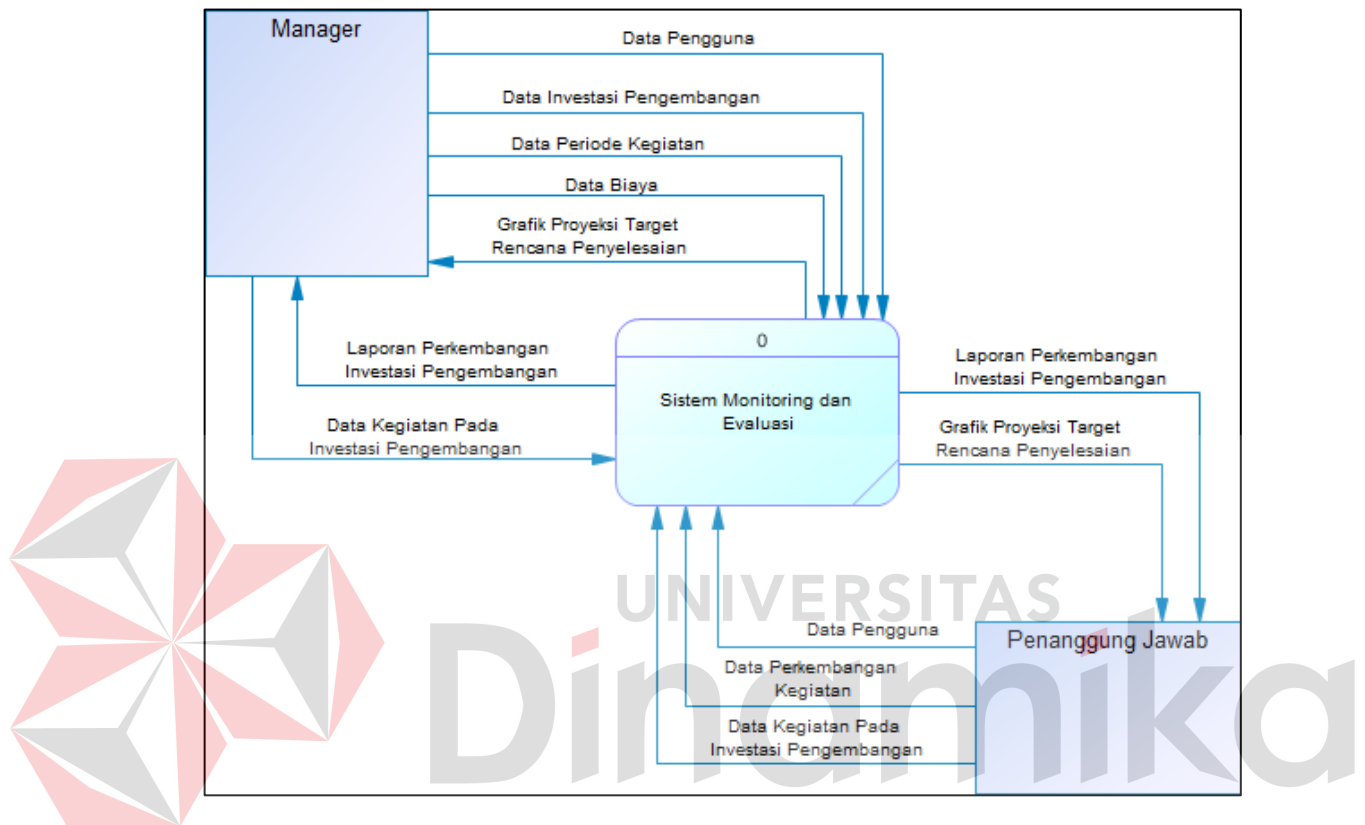 Manager
Data Pengguna
Data Investasi Pengembangan
Data Periode Kegiatan
Data Biaya
Grafik Proyeksi Target
Rencana Penyelesaian
0
Sistem Monitoring dan
Evaluasi
Laporan Perkembangan
Investasi Pengembangan
Data Kegiatan Pada
Investasi Pengembangan
Laporan Perkembangan
Investasi Pengembangan
Grafik Proyeksi Target
Rencana Penyelesaian
UNIVERSITAS
Dinamika
Penanggung Jawab
Data Pengguna
Data Perkembangan
Kegiatan
Data Kegiatan Pada
Investasi Pengembangan